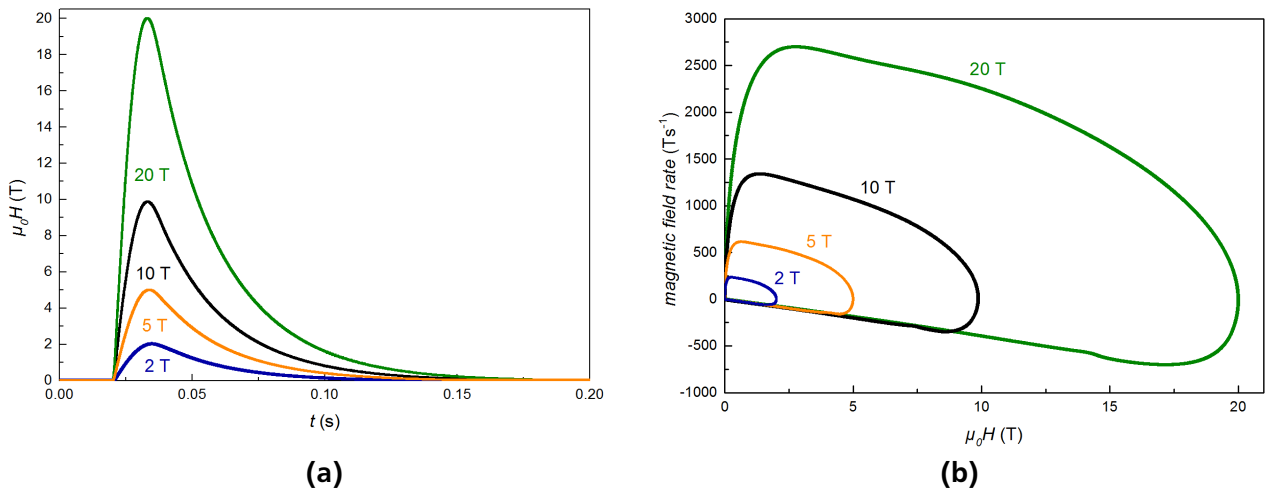 20
18
16
14
12
10
8
6
4
2
0
μ₀H (T)
20 T
10 T
5 T
2 T
0.00 0.05 0.10 0.15 0.20
t (s)
(a)
3000
2500
2000
1500
1000
500
0
-500
-1000
magnetic field rate (Ts⁻¹)
20 T
10 T
5 T
2 T
0 5 10 15 20
μ₀H (T)
(b)